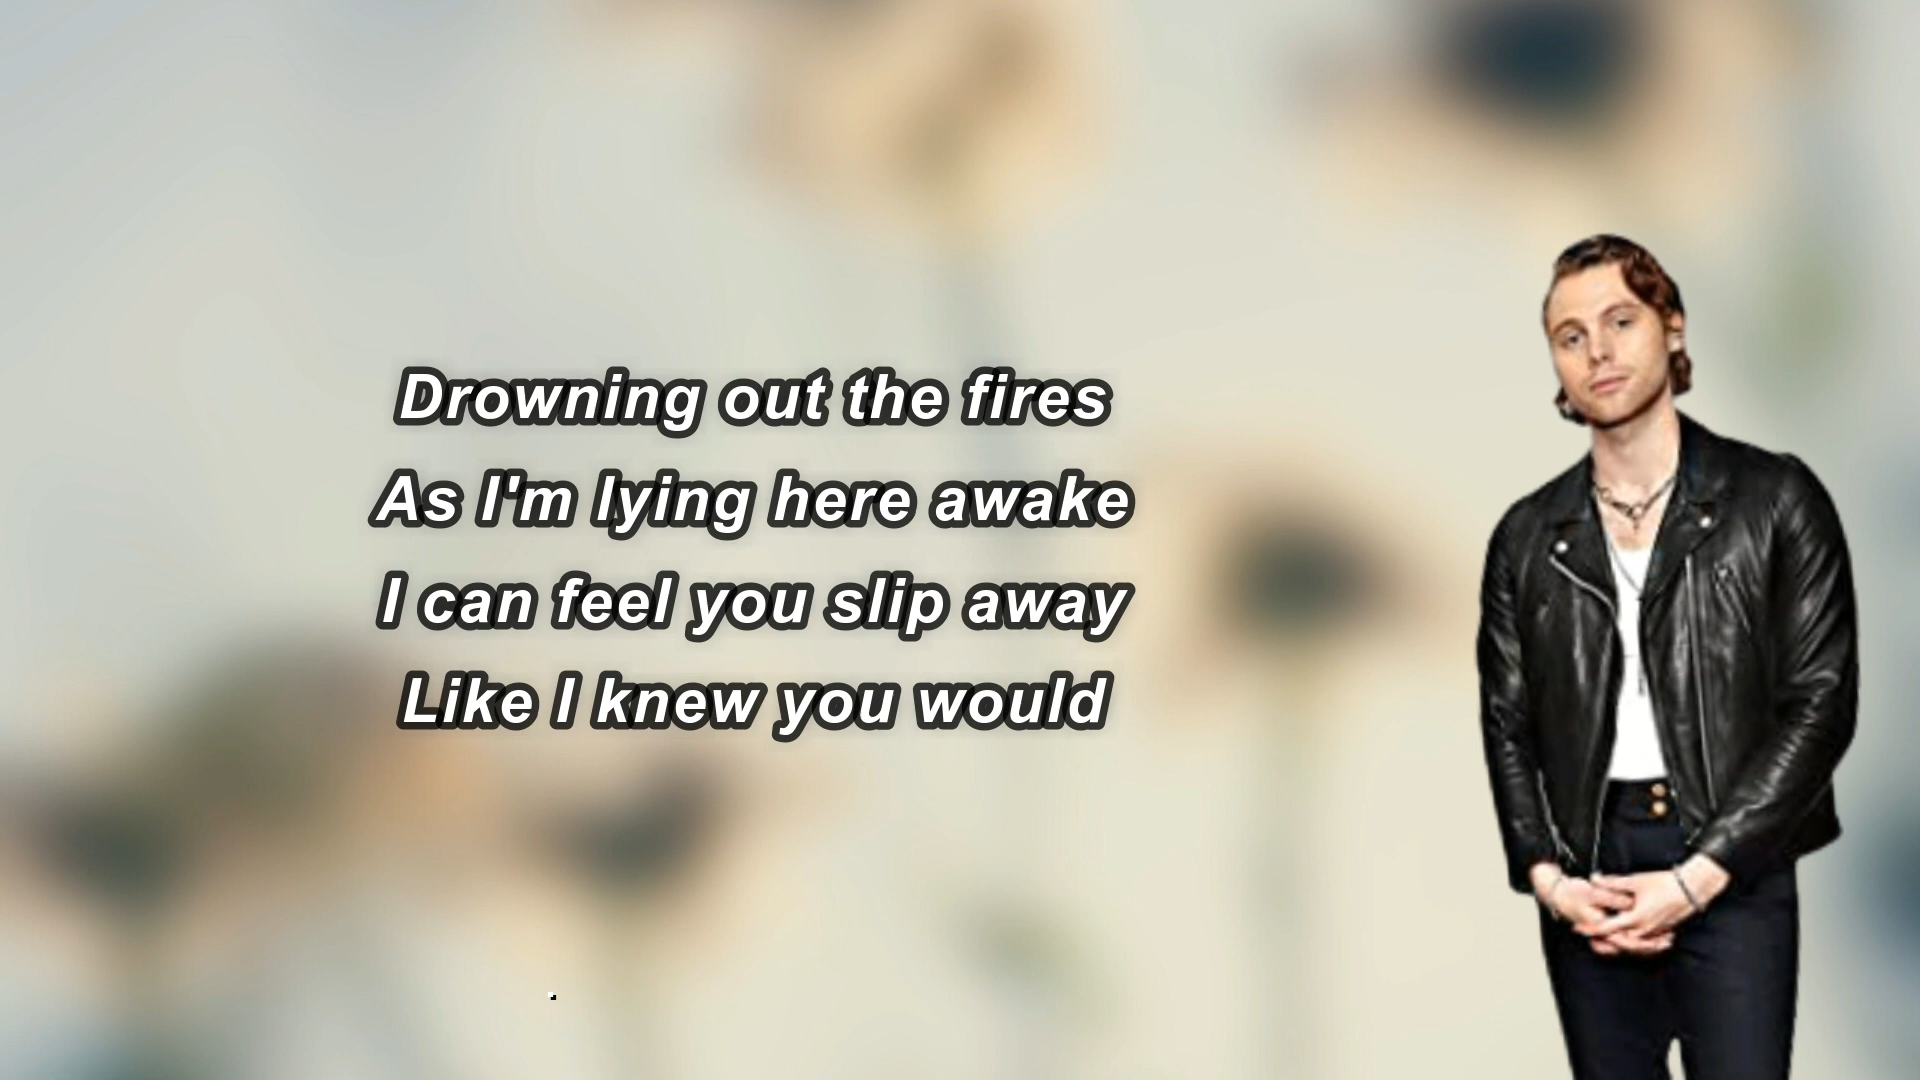 Drowning out the fires
As I'm lying here awake
I can feel you slip away
Like I knew you would